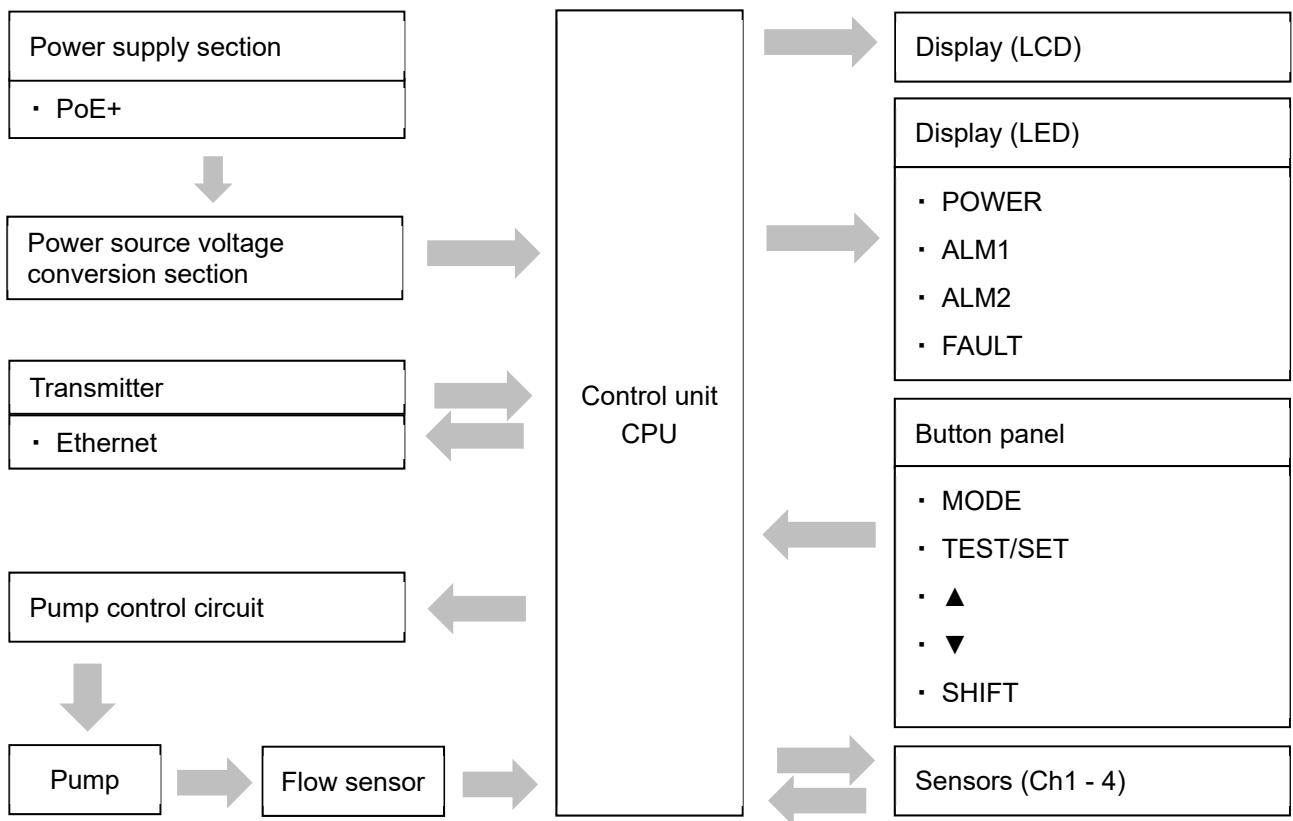 Power supply section
・ PoE+
Power source voltage
conversion section
Transmitter
・ Ethernet
Pump control circuit
Pump
Flow sensor
Control unit
CPU
Display (LCD)
Display (LED)
・ POWER
・ ALM1
・ ALM2
・ FAULT
Button panel
・ MODE
・ TEST/SET
・ ▲
・ ▼
・ SHIFT
Sensors (Ch1 - 4)